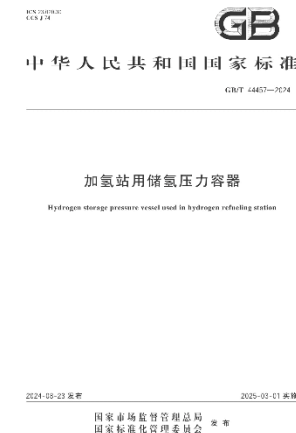 CCS J 74
GB
中华人民共和国国家标准
GB/T 44457—2024
加氢站用储氢压力容器
Hydrogen storage pressure vessel used in hydrogen refueling station
2024-08-23 发布
2025-03-01 实施
国家市场监督管理总局
国家标准化管理委员会
发布